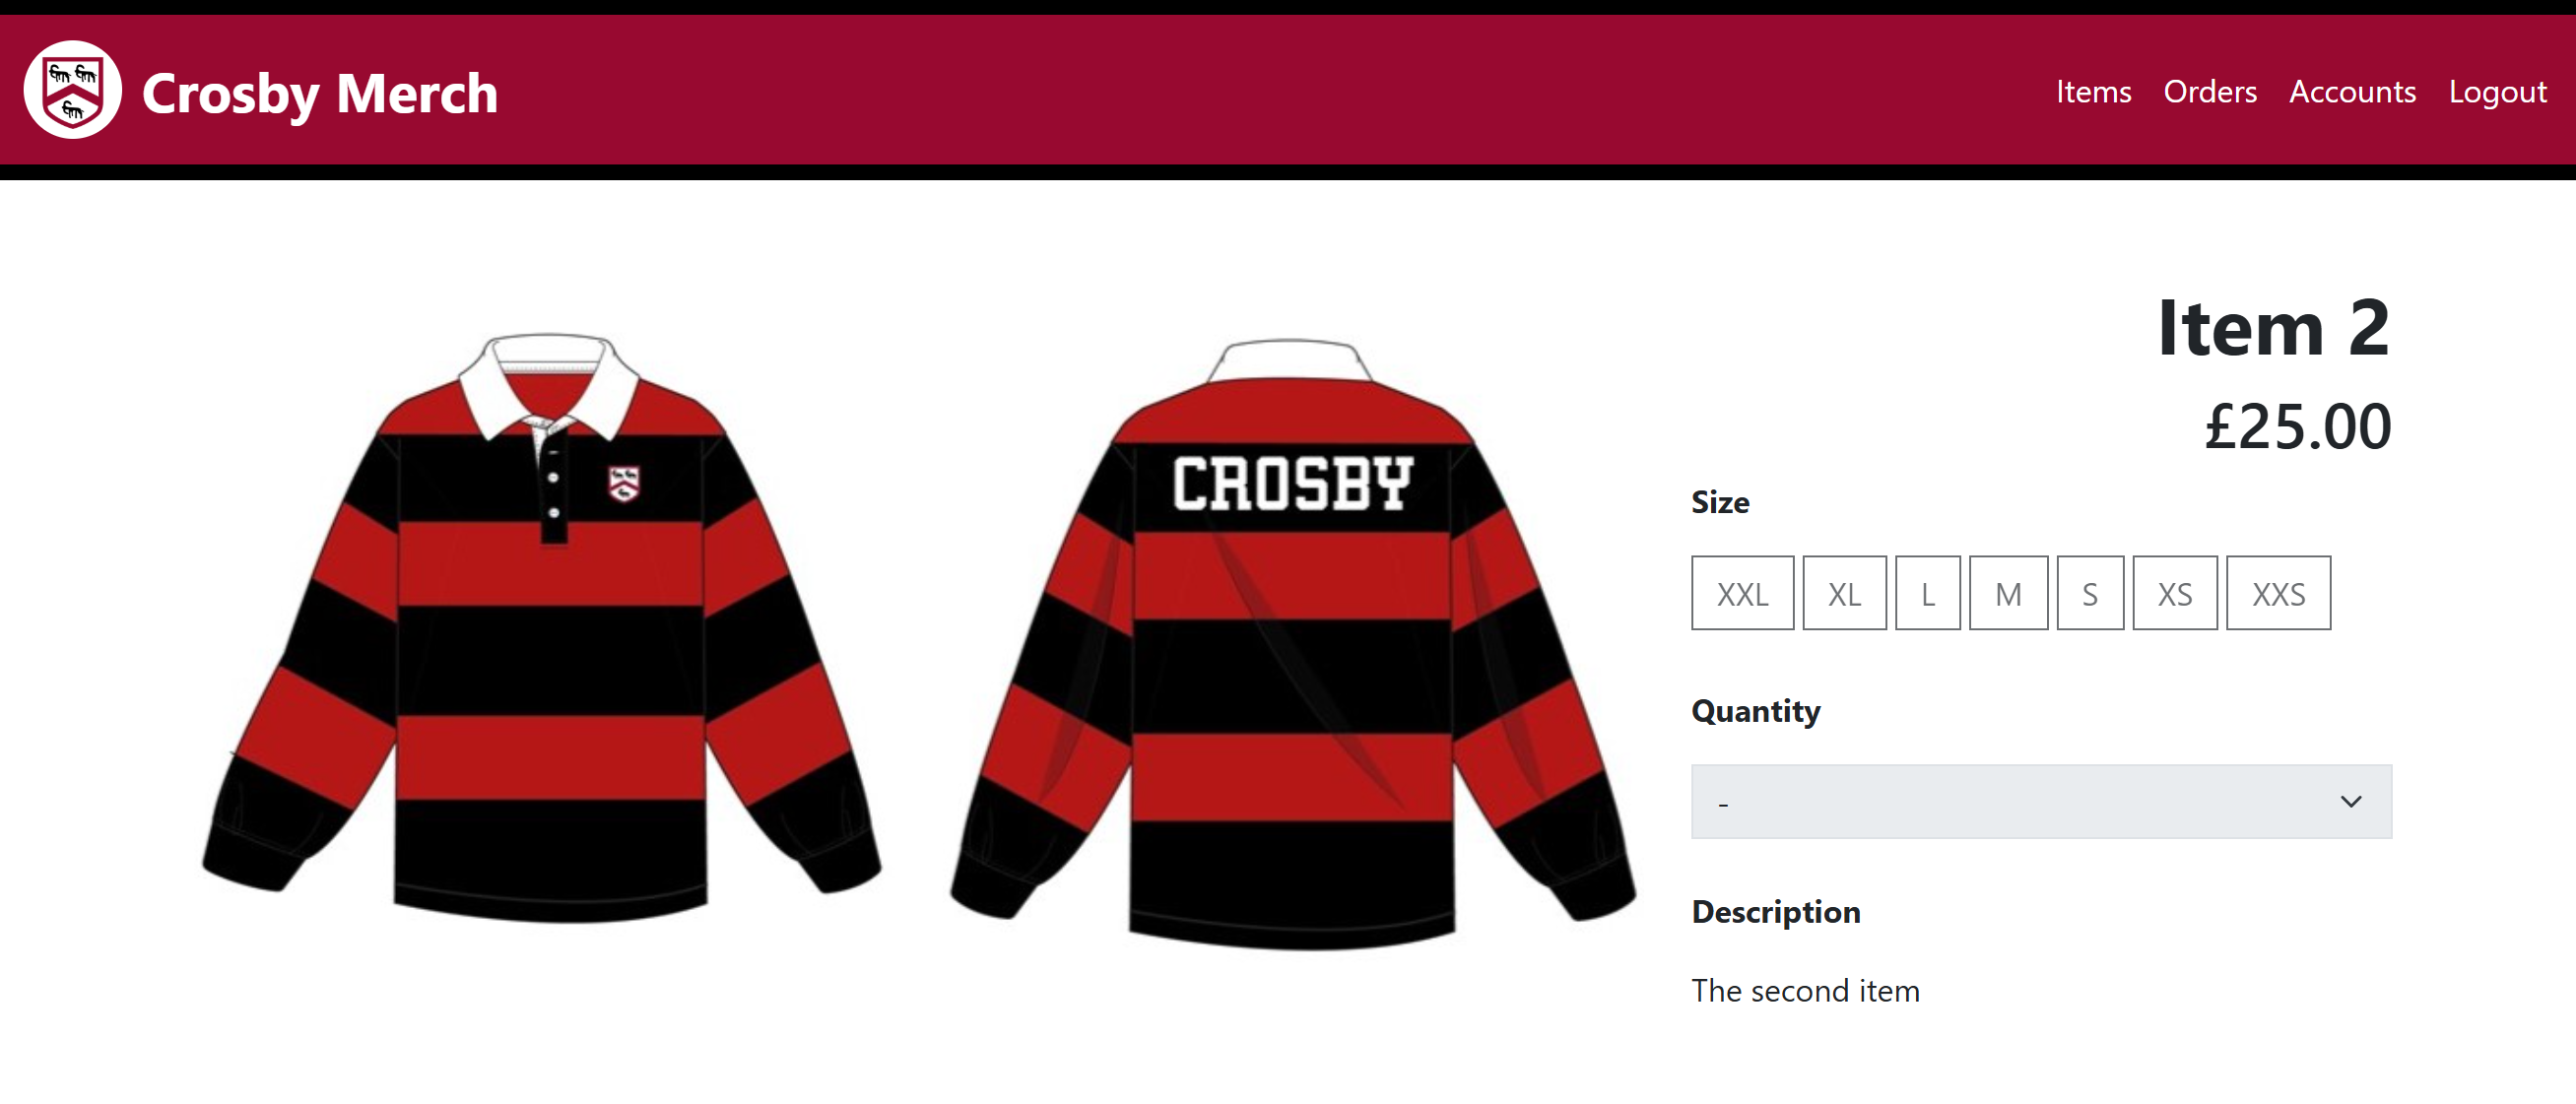 Crosby Merch
Items Orders Accounts Logout
CROSBY
Item 2
£25.00
Size
XXL XL L M S XS XXS
Quantity
-
Description
The second item